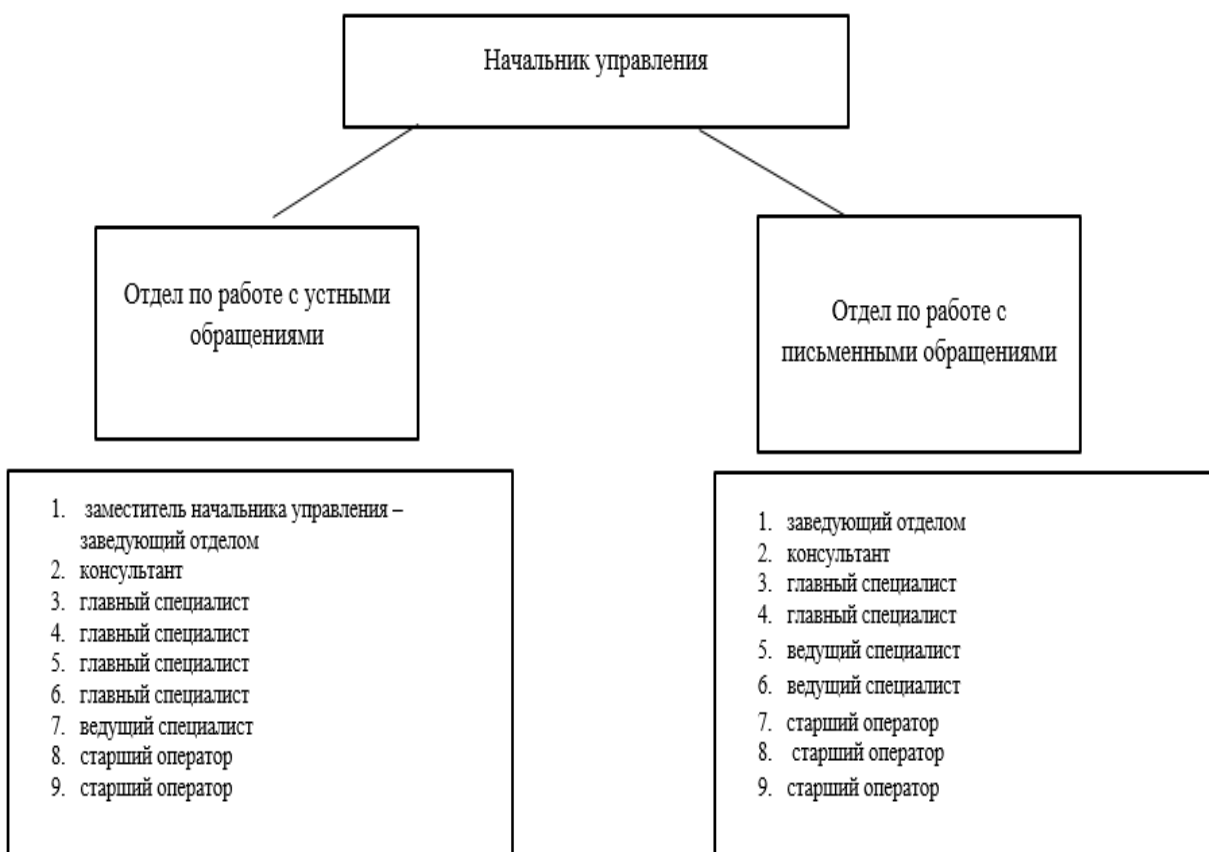 Начальник управления
Отдел по работе с устными
обращениями
Отдел по работе с
письменными обращениями
1. заместитель начальника управления –
заведующий отделом
2. консультант
3. главный специалист
4. главный специалист
5. главный специалист
6. главный специалист
7. ведущий специалист
8. старший оператор
9. старший оператор
1. заведующий отделом
2. консультант
3. главный специалист
4. главный специалист
5. ведущий специалист
6. ведущий специалист
7. старший оператор
8. старший оператор
9. старший оператор